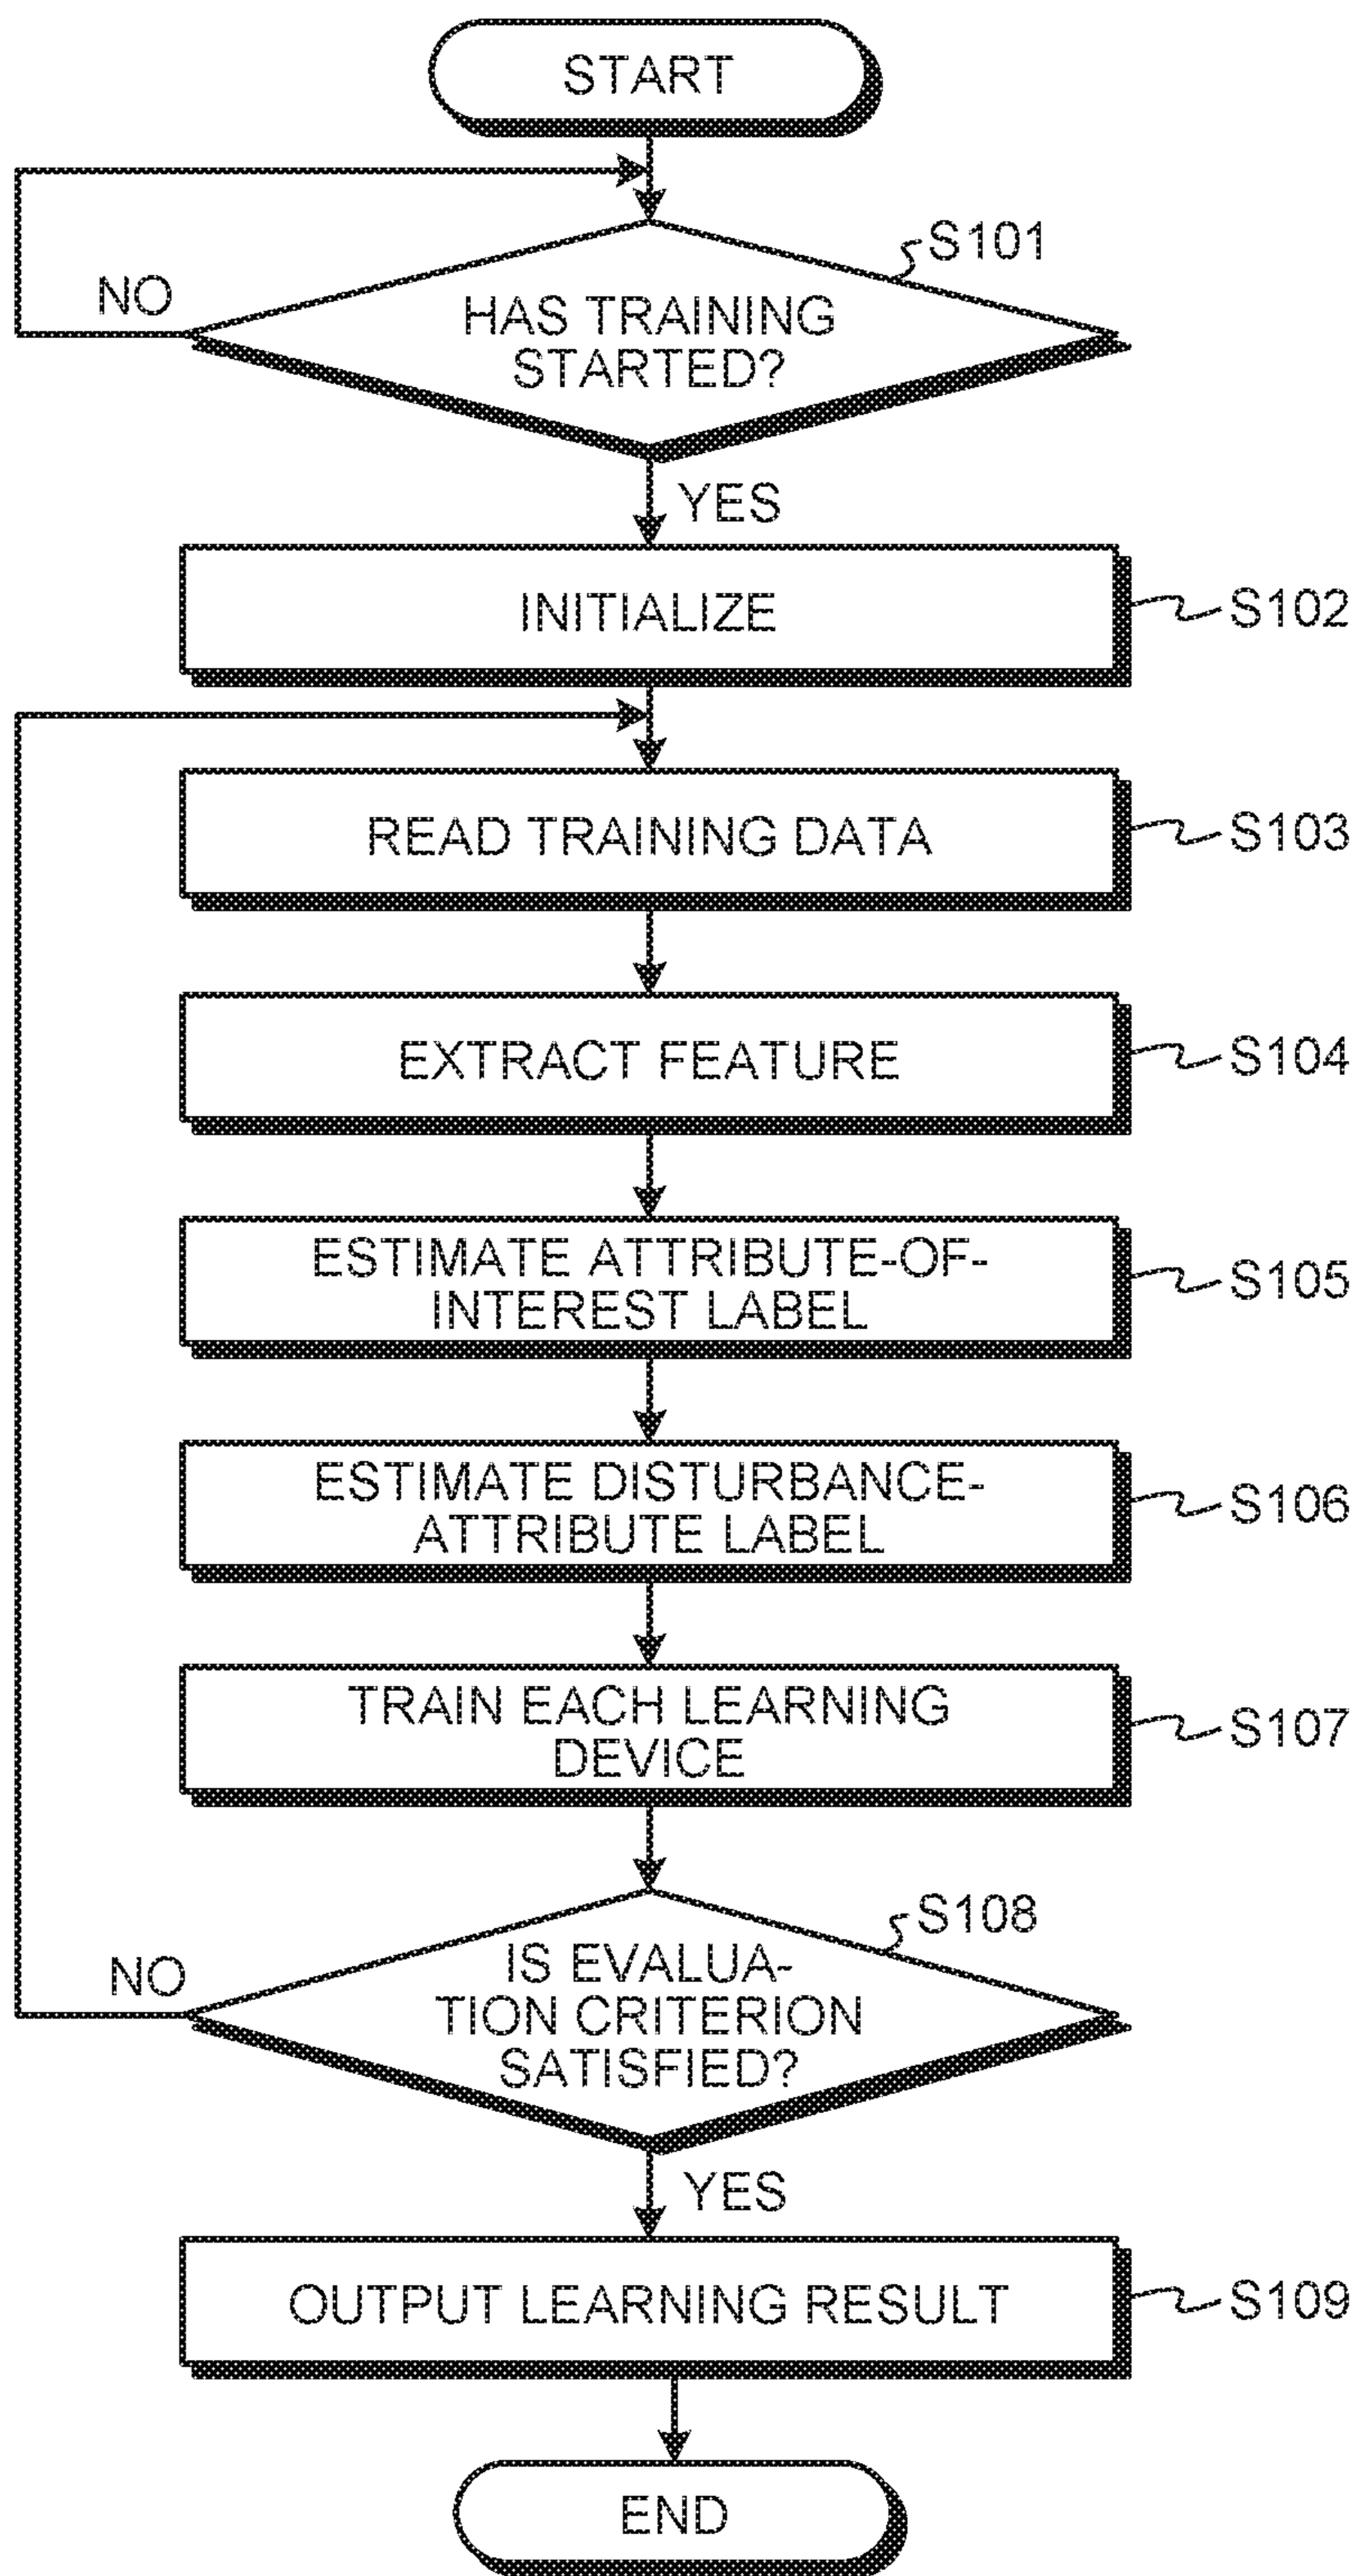 START
S101
NO
HAS TRAINING
STARTED?
YES
INITIALIZE
S102
READ TRAINING DATA
S103
EXTRACT FEATURE
S104
ESTIMATE ATTRIBUTE-OF-
INTEREST LABEL
S105
ESTIMATE DISTURBANCE-
ATTRIBUTE LABEL
S106
TRAIN EACH LEARNING
DEVICE
S107
S108
NO
IS EVALUA-
TION CRITERION
SATISFIED?
YES
OUTPUT LEARNING RESULT
S109
END